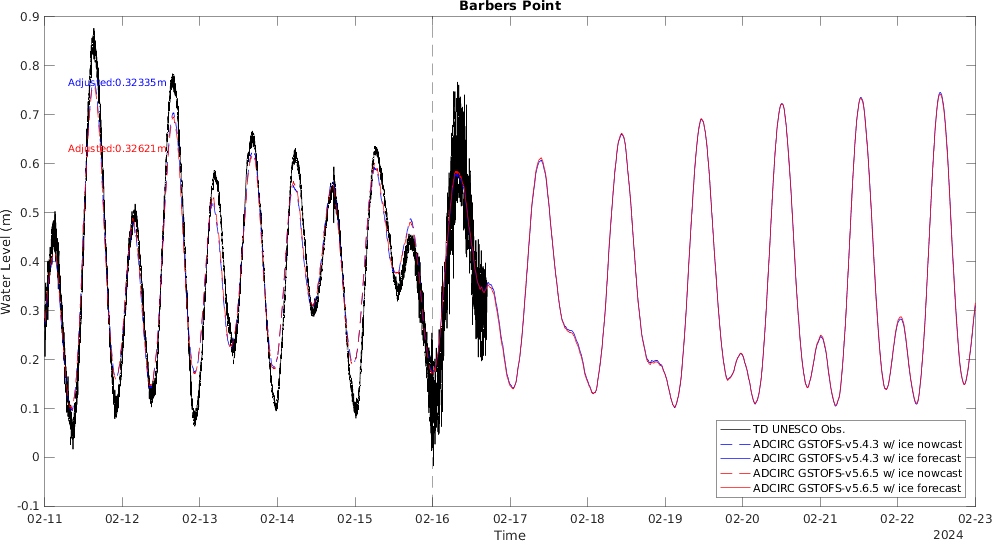 Barbers Point
0.9
0.8
0.7
0.6
0.5
0.4
0.3
0.2
0.1
0
-0.1
Water Level (m)
Adjusted:0.32335m
Adjusted:0.32621m
TD UNESCO Obs.
ADCIRC GSTOFS-v5.4.3 w/ ice nowcast
ADCIRC GSTOFS-v5.4.3 w/ ice forecast
ADCIRC GSTOFS-v5.6.5 w/ ice nowcast
ADCIRC GSTOFS-v5.6.5 w/ ice forecast
02-11 02-12 02-13 02-14 02-15 02-16 02-17 02-18 02-19 02-20 02-21 02-22 02-23
Time
2024